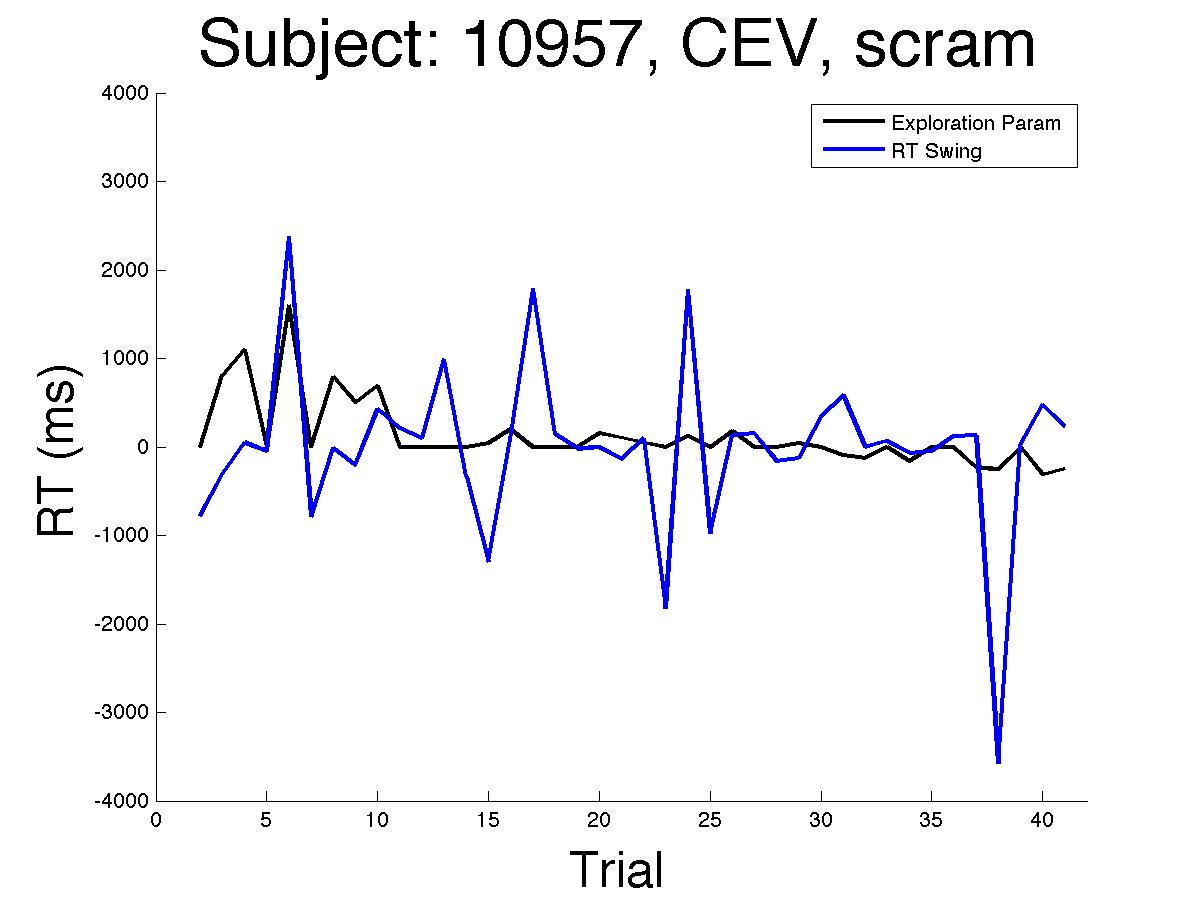 Subject: 10957, CEV, scram
4000
3000
2000
1000
0
-1000
-2000
-3000
-4000
RT (ms)
Exploration Param
RT Swing
0 5 10 15 20 25 30 35 40
Trial